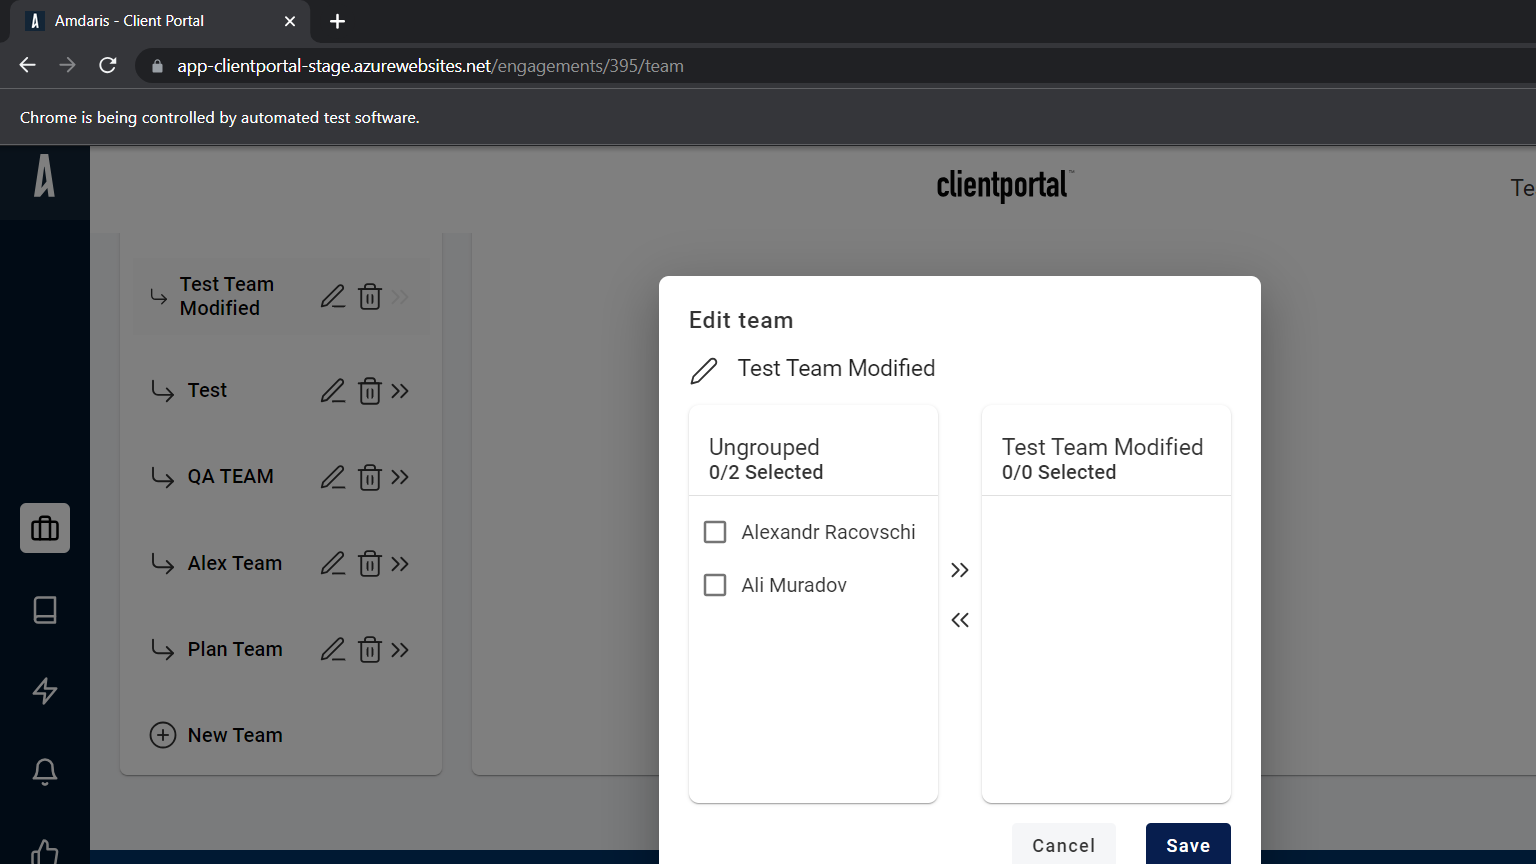 Amdaris - Client Portal
app-clientportal-stage.azurewebsites.net/engagements/395/team
Chrome is being controlled by automated test software.
clientportal™
Te
Test Team
Modified
Test
QA TEAM
Alex Team
Plan Team
New Team
Edit team
Test Team Modified
Ungrouped
0/2 Selected
Alexandr Racovschi
Ali Muradov
Test Team Modified
0/0 Selected
Cancel
Save